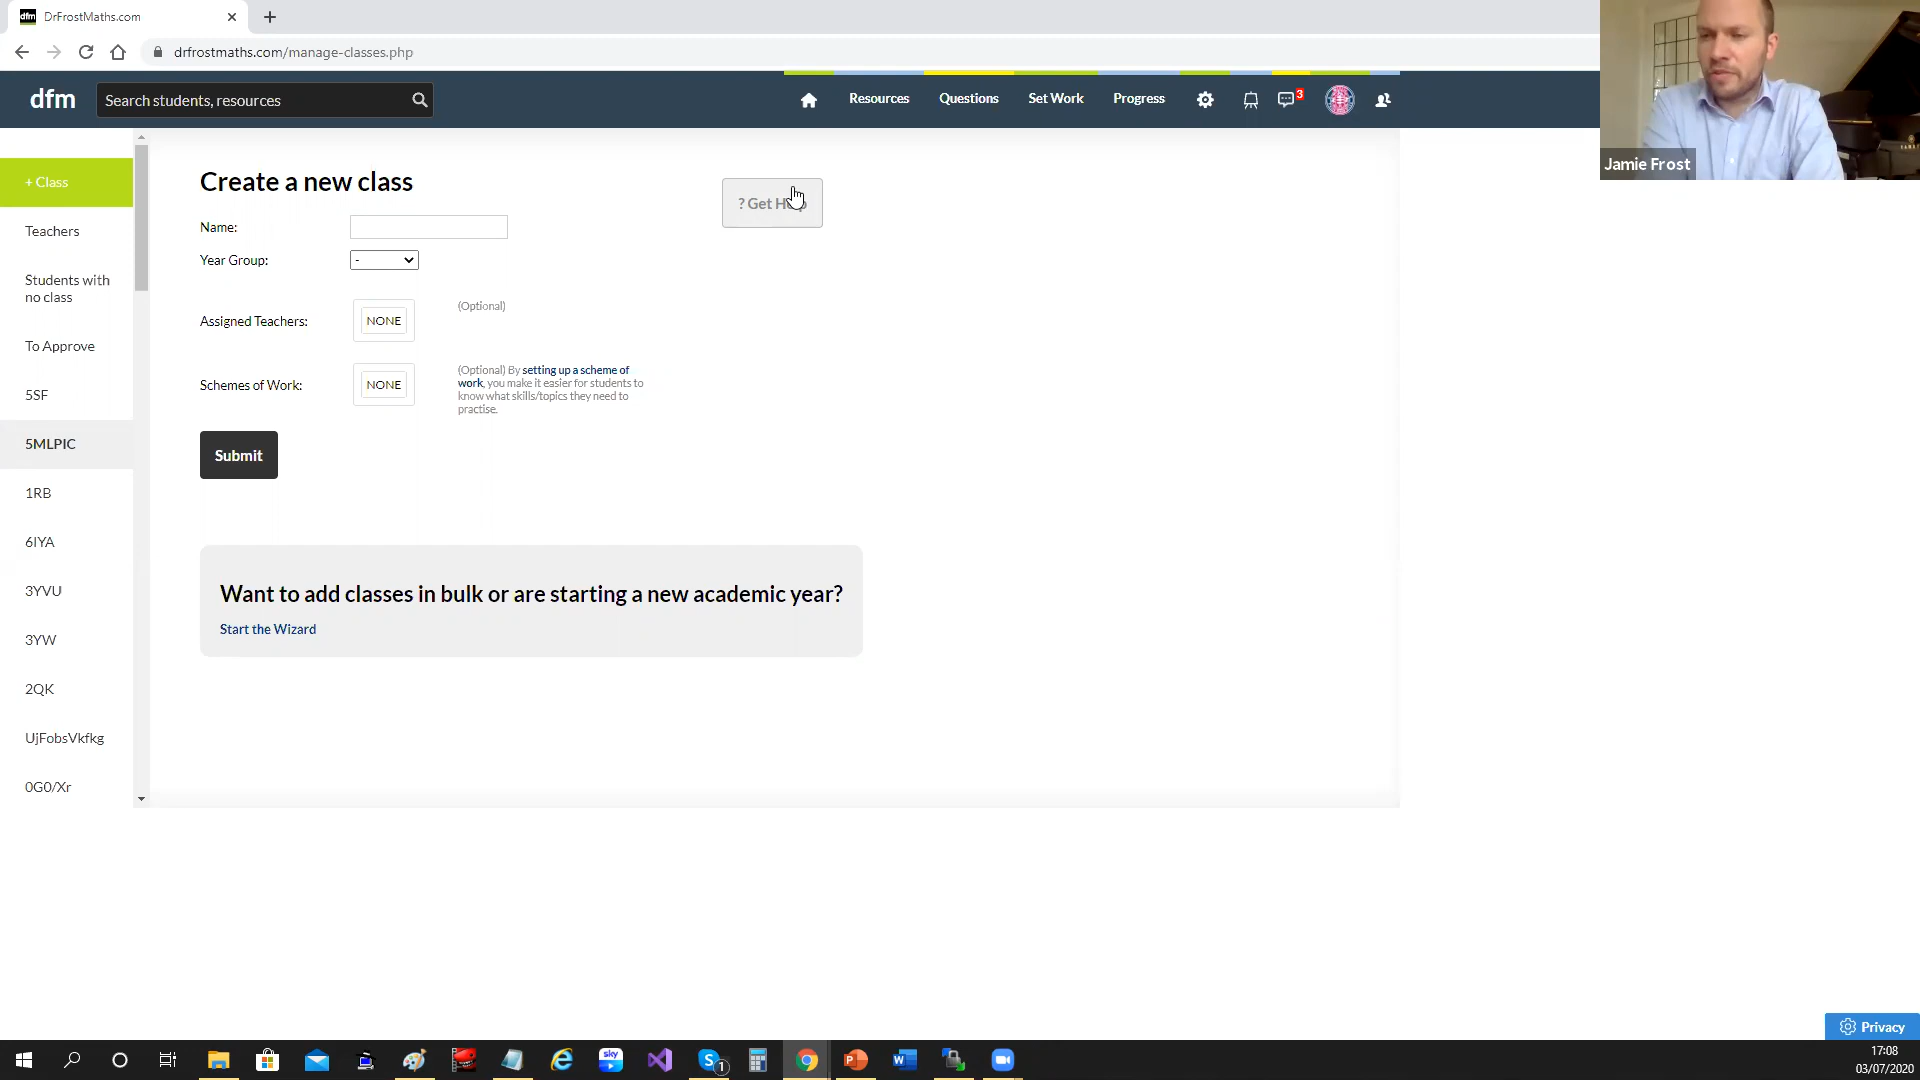 dfm DrFrostMaths.com
drfrostmaths.com/manage-classes.php
dfm
Search students, resources
Resources
Questions
Set Work
Progress
3
Jamie Frost
+ Class
Teachers
Students with
no class
To Approve
5SF
5MLPIC
1RB
6IYA
3YVU
3YW
2QK
UjFobsVkfkg
0G0/Xr
Create a new class
? Get Help
Name:
Year Group:
-
Assigned Teachers:
NONE
(Optional)
Schemes of Work:
NONE
(Optional) By setting up a scheme of
work, you make it easier for students to
know what skills/topics they need to
practise.
Submit
Want to add classes in bulk or are starting a new academic year?
Start the Wizard
Privacy
sky
1
17:08
03/07/2020